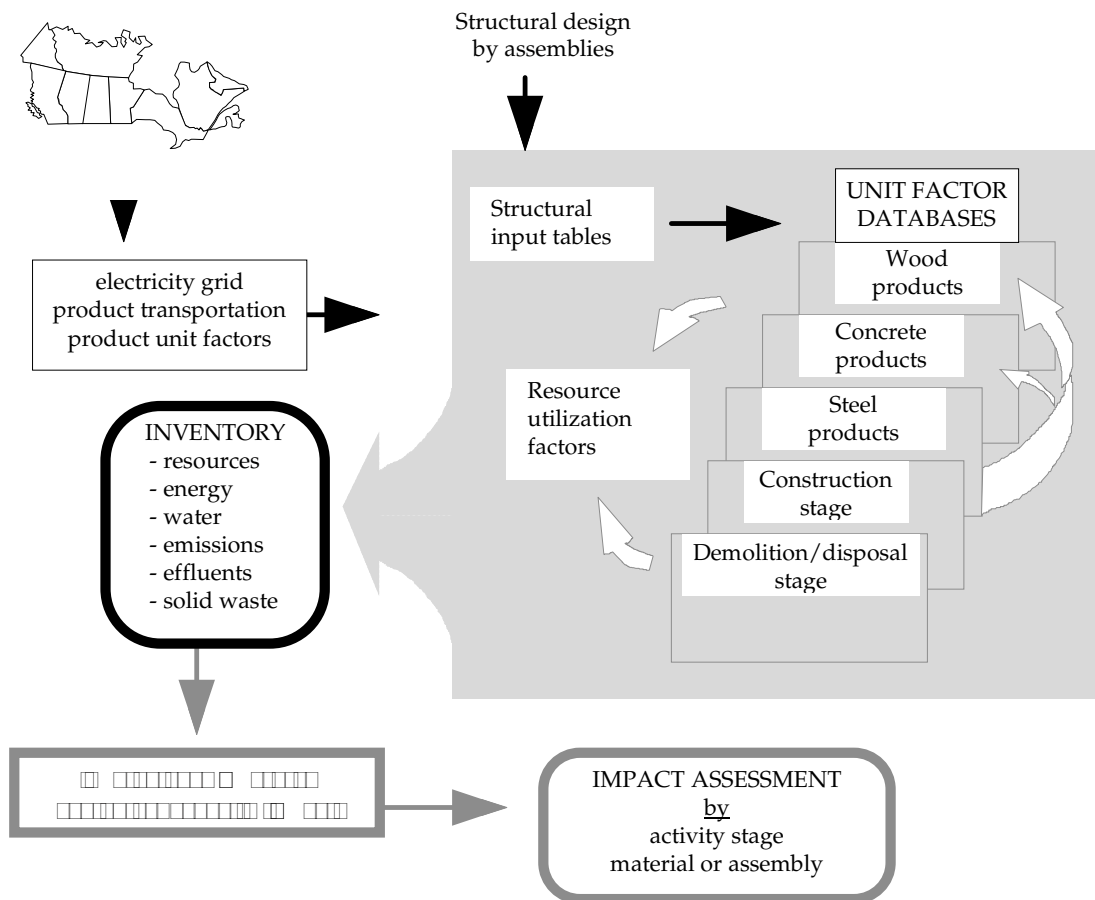 Structural design
by assemblies
Structural
input tables
UNIT FACTOR
DATABASES
Wood
products
electricity grid
product transportation
product unit factors
Concrete
products
Resource
utilization
factors
Steel
products
INVENTORY
- resources
- energy
- water
- emissions
- effluents
- solid waste
Construction
stage
Demolition/disposal
stage
IMPACT ASSESSMENT
by
activity stage
material or assembly